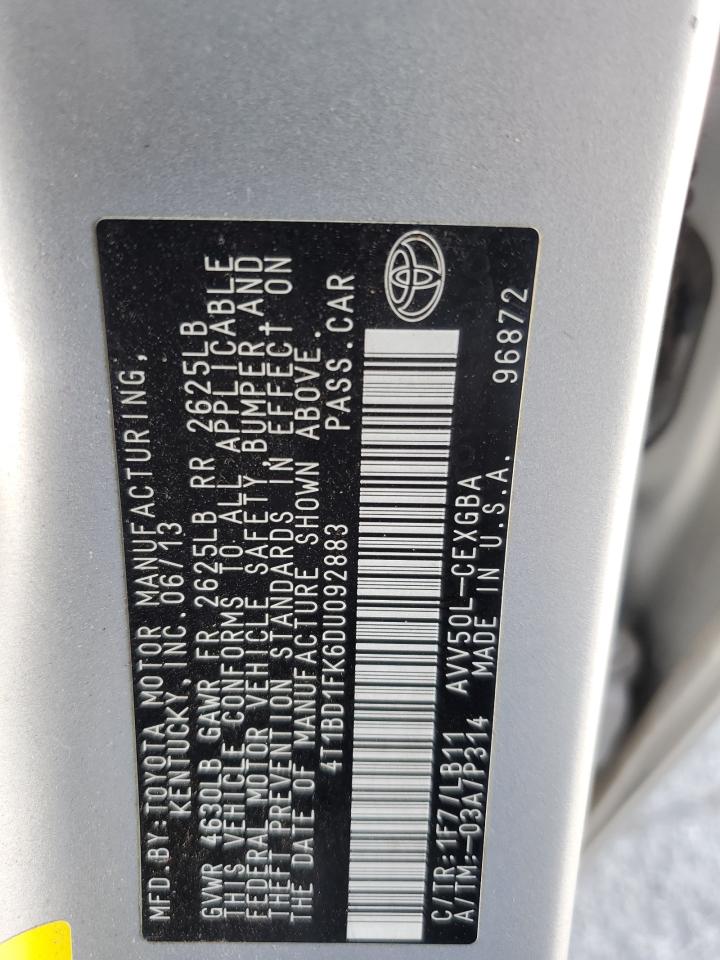 MFD BY:TOYOTA MOTOR MANUFACTURING,
KENTUCKY, INC. 06/13
GVWR 4630LB GAWR FR 2625LB RR 2625LB
THIS VEHICLE CONFORMS TO ALL APPLICABLE
FEDERAL MOTOR VEHICLE SAFETY, BUMPER, AND
THEFT PREVENTION STANDARDS IN EFFECT ON
THE DATE OF MANUFACTURE SHOWN ABOVE.
4T1BD1FK6DU092883 PASS.CAR
C/TR:1F7/LB11 AVV50L-CEXGBA
A/TM:-03A/P314 MADE IN U.S.A. 96872